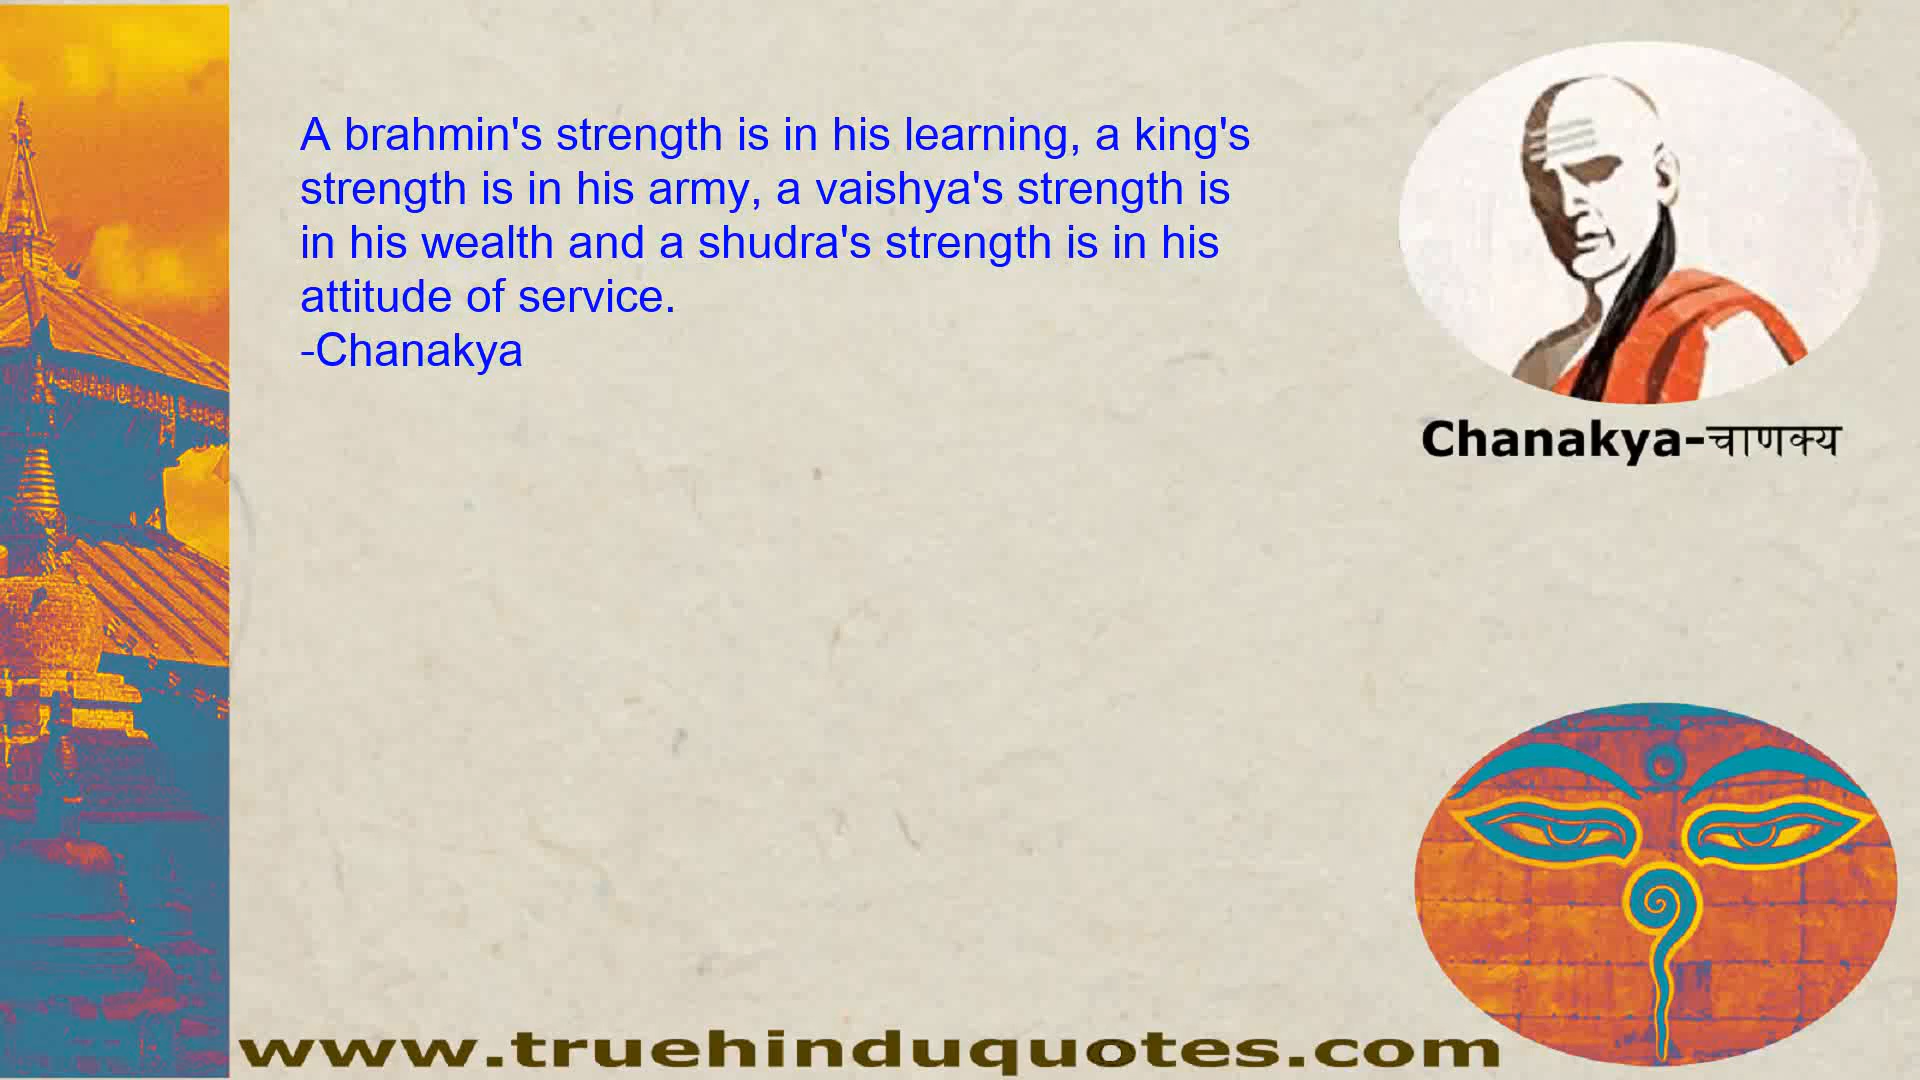 A brahmin's strength is in his learning, a king's
strength is in his army, a vaishya's strength is
in his wealth and a shudra's strength is in his
attitude of service.
-Chanakya
Chanakya-चाणक्य
www.truehinduquotes.com